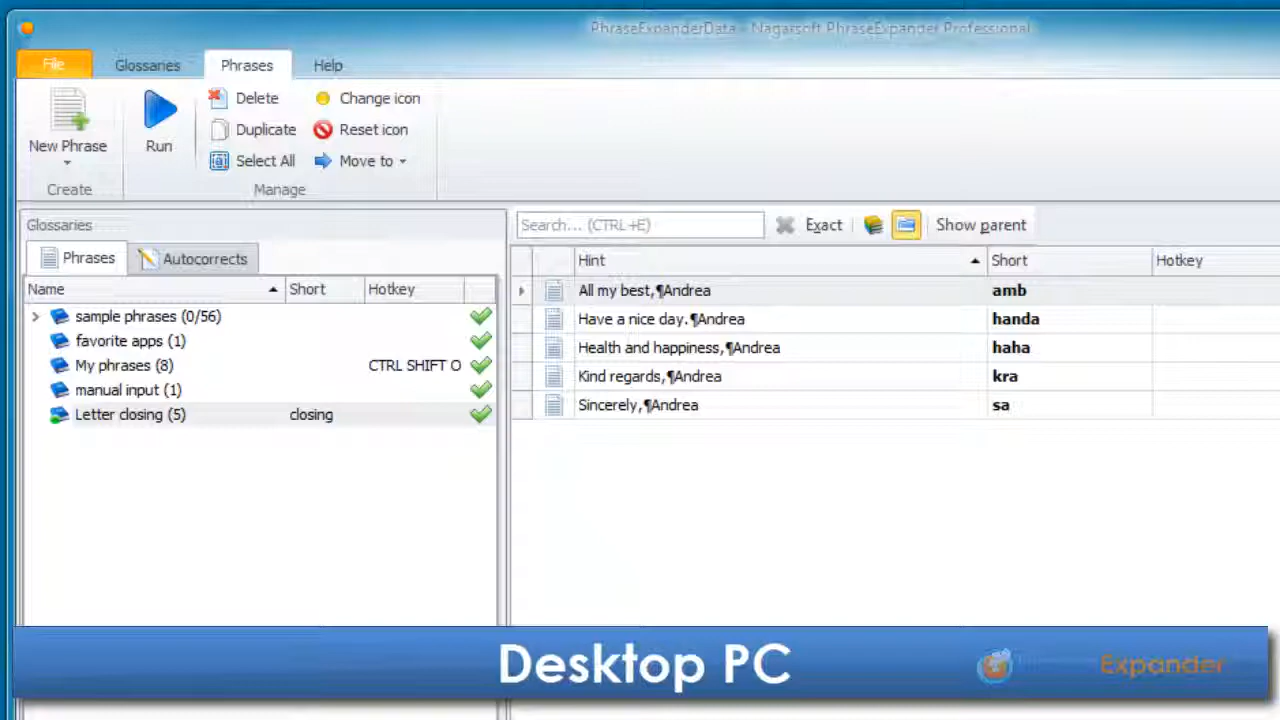 PhraseExpanderData - Nagarsoft PhraseExpander Professional
File Glossaries Phrases Help
New Phrase
Run
Delete
Duplicate
Select All
Change icon
Reset icon
Move to
Create
Manage
Glossaries
Phrases Autocorrects
Name Short Hotkey
sample phrases (0/56)
favorite apps (1)
My phrases (8) CTRL SHIFT O
manual input (1)
Letter closing (5) closing
Search... (CTRL+E) Exact Show parent
Hint Short Hotkey
All my best,¶Andrea amb
Have a nice day.¶Andrea handa
Health and happiness,¶Andrea haha
Kind regards,¶Andrea kra
Sincerely,¶Andrea sa
Desktop PC
Expander